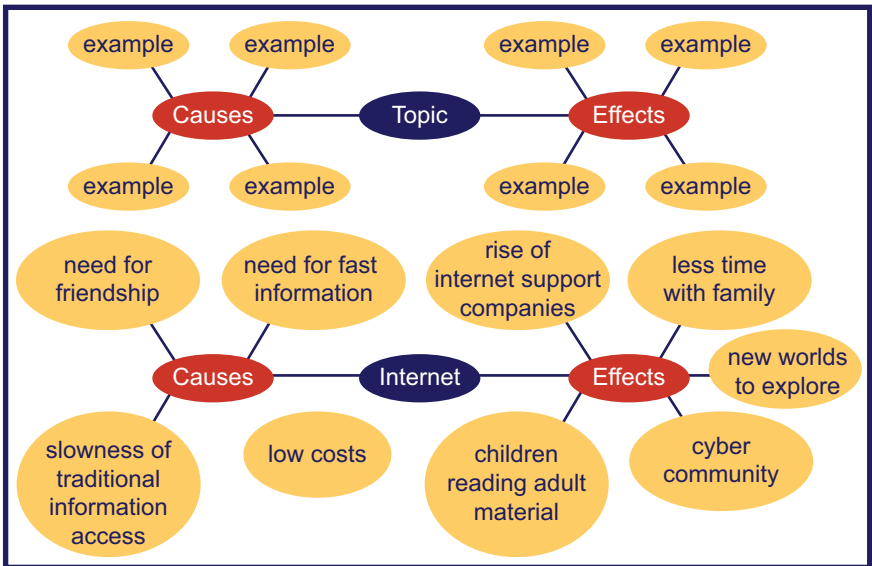 example
example
example
example
Causes
Topic
Effects
example
example
example
example
need for
friendship
need for fast
information
rise of
internet support
companies
less time
with family
Causes
Internet
Effects
new worlds
to explore
slowness of
traditional
information
access
low costs
children
reading adult
material
cyber
community